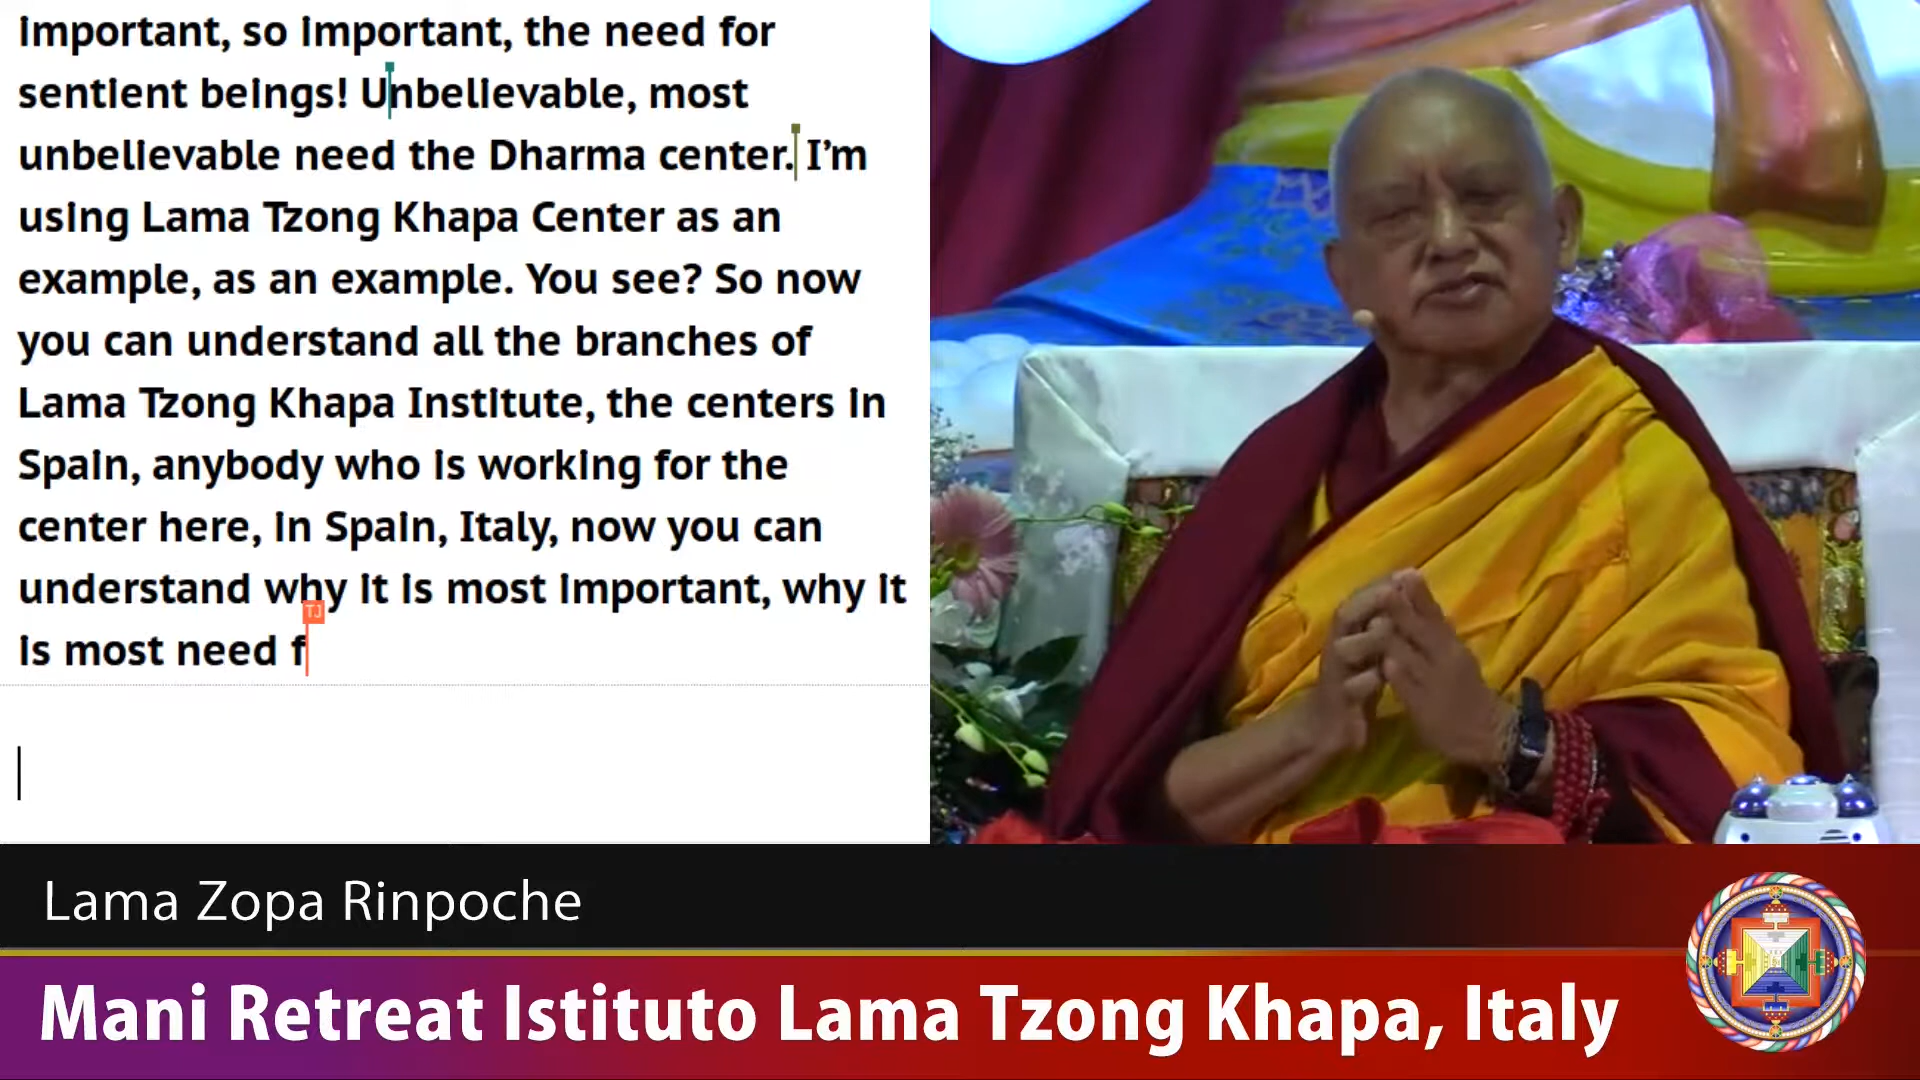 important, so important, the need for
sentient beings! Unbelievable, most
unbelievable need the Dharma center. I’m
using Lama Tzong Khapa Center as an
example, as an example. You see? So now
you can understand all the branches of
Lama Tzong Khapa Institute, the centers in
Spain, anybody who is working for the
center here, in Spain, Italy, now you can
understand why it is most important, why it
is most need f
TJ
Lama Zopa Rinpoche
Mani Retreat Istituto Lama Tzong Khapa, Italy